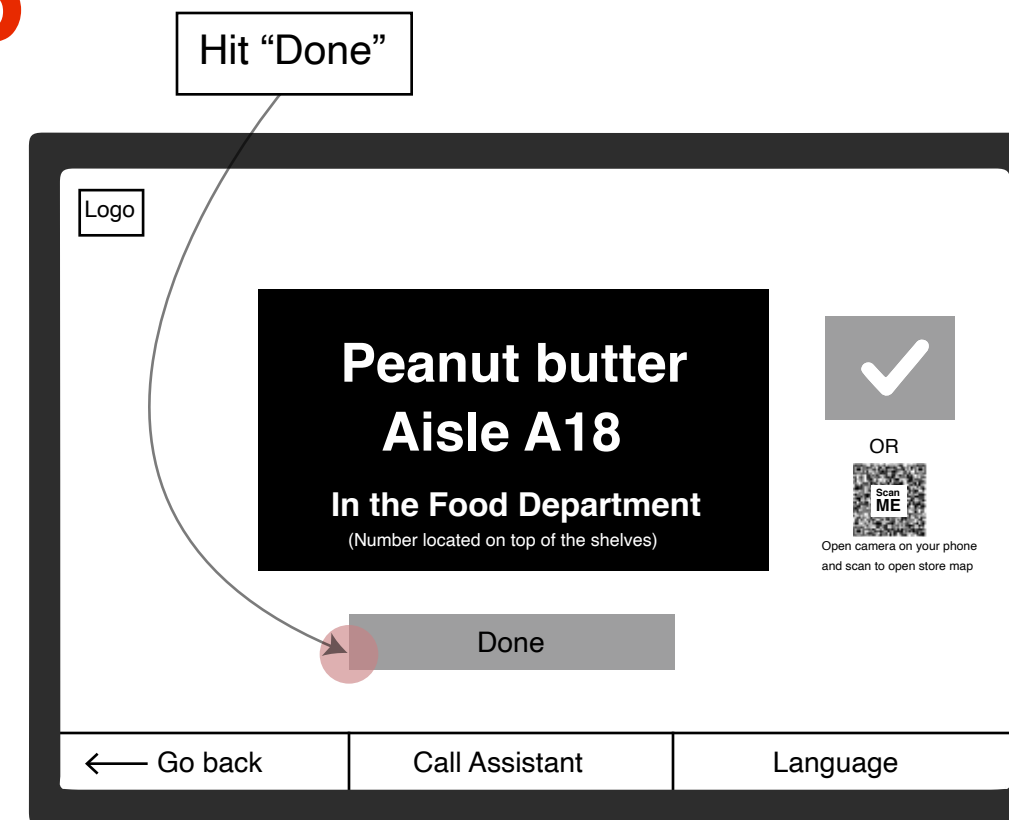 Hit “Done”
Logo
Peanut butter
Aisle A18
In the Food Department
(Number located on top of the shelves)
OR
Scan
ME
Open camera on your phone
and scan to open store map
Done
Go back
Call Assistant
Language